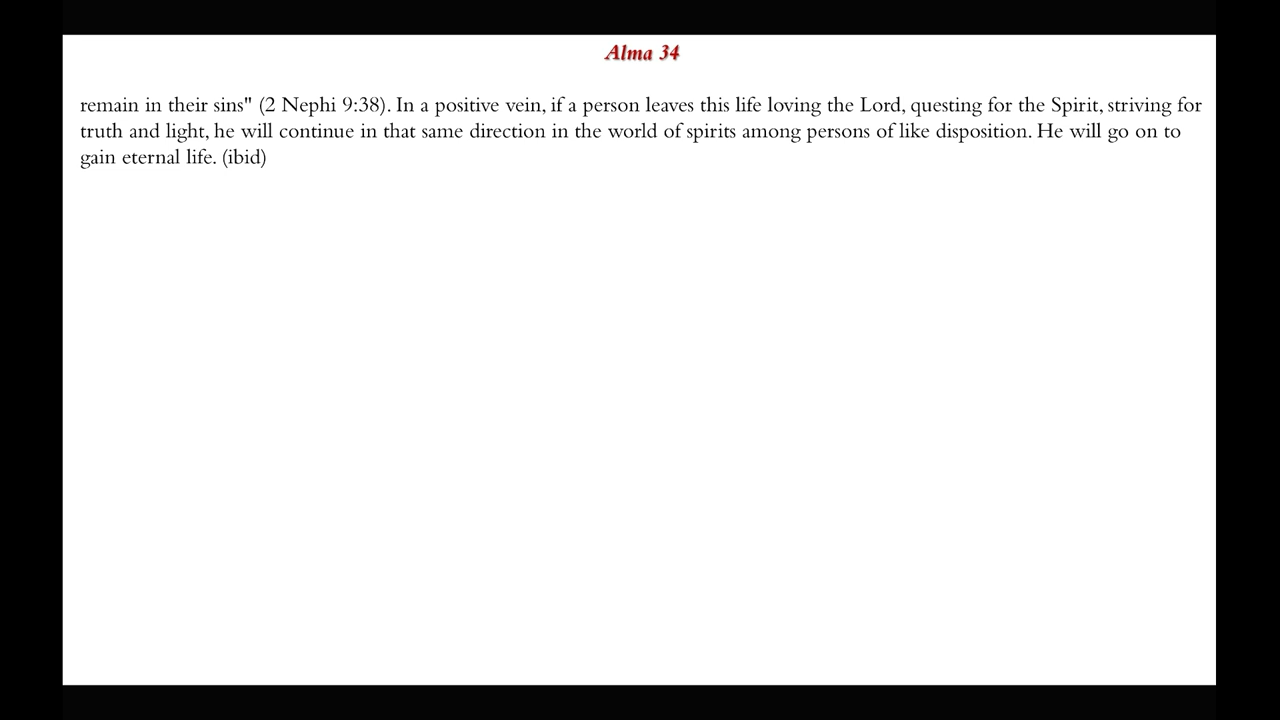 Alma 34
remain in their sins" (2 Nephi 9:38). In a positive vein, if a person leaves this life loving the Lord, questing for the Spirit, striving for
truth and light, he will continue in that same direction in the world of spirits among persons of like disposition. He will go on to
gain eternal life. (ibid)